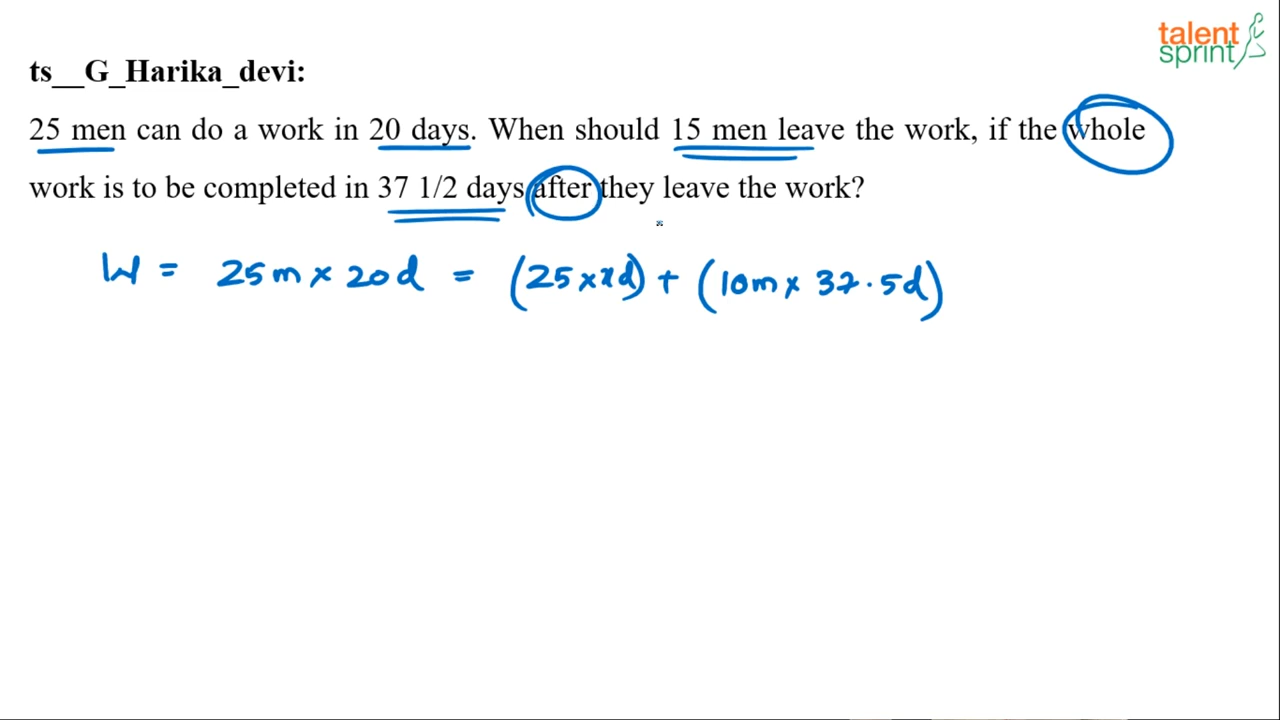 talent
sprint
ts__G_Harika_devi:
25 men can do a work in 20 days. When should 15 men leave the work, if the whole
work is to be completed in 37 1/2 days after they leave the work?
W = 25m × 20d = (25 × xd) + (10m × 37.5d)